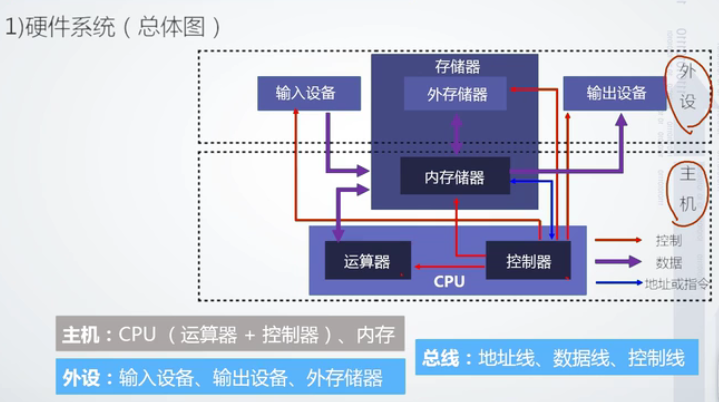 1)硬件系统（总体图）
存储器
外
设
输入设备
外存储器
输出设备
内存储器
主
机
运算器
控制器
CPU
控制
数据
地址或指令
主机：CPU（运算器 + 控制器）、内存
总线：地址线、数据线、控制线
外设：输入设备、输出设备、外存储器